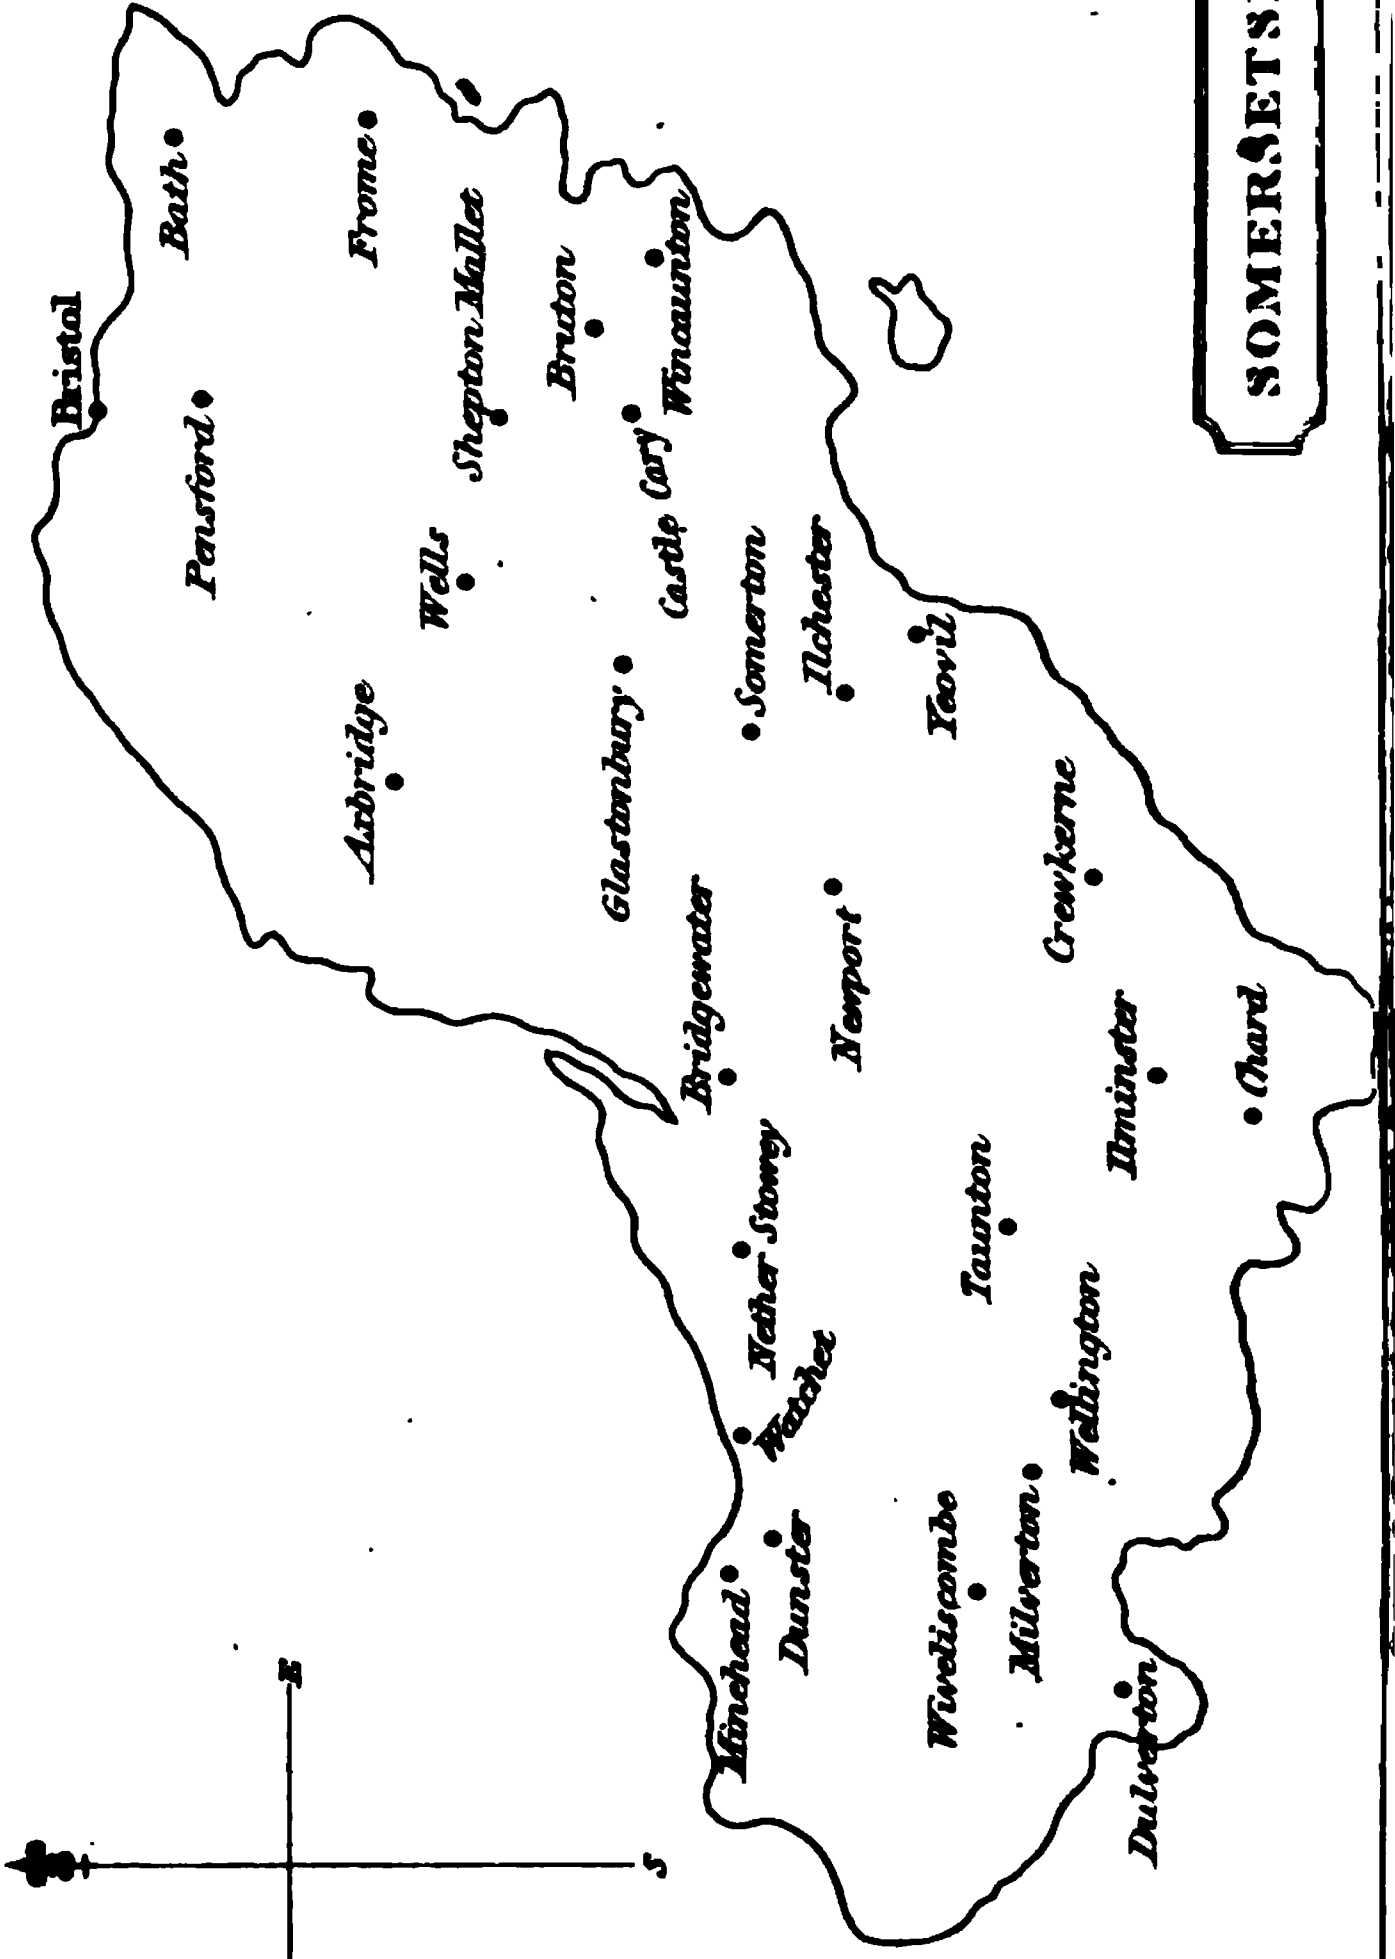 Bristol
Bath
Pensford
Frome
Axbridge
Wells
Shepton Mallet
Bruton
Glastonbury
Castle Cary
Wincaunton
Bridgewater
Somerton
Minehead
Dunster
Watchet
Nether Stowey
Newport
Ilchester
Yeovil
Wiveliscombe
Taunton
Milverton
Wellington
Crewkerne
Ilminster
Dulverton
Chard
E
S
SOMERSETS